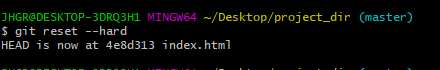 JHGR@DESKTOP-3DRQ3H1 MINGW64 ~/Desktop/project_dir (master)
$ git reset --hard
HEAD is now at 4e8d313 index.html